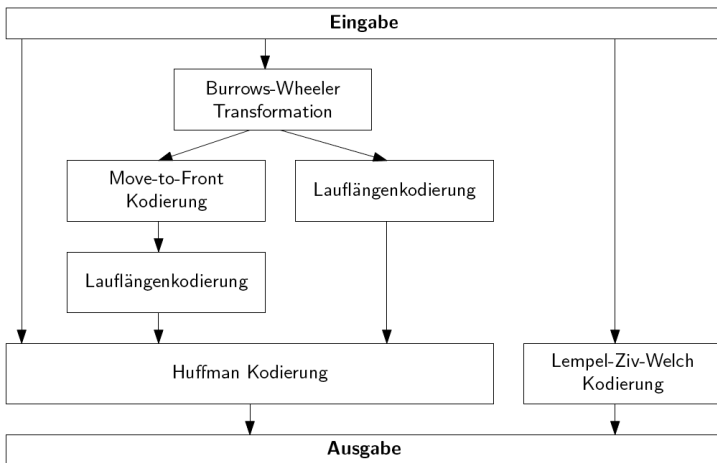 Eingabe
Burrows-Wheeler
Transformation
Move-to-Front
Kodierung
Lauflängenkodierung
Lauflängenkodierung
Huffman Kodierung
Lempel-Ziv-Welch
Kodierung
Ausgabe